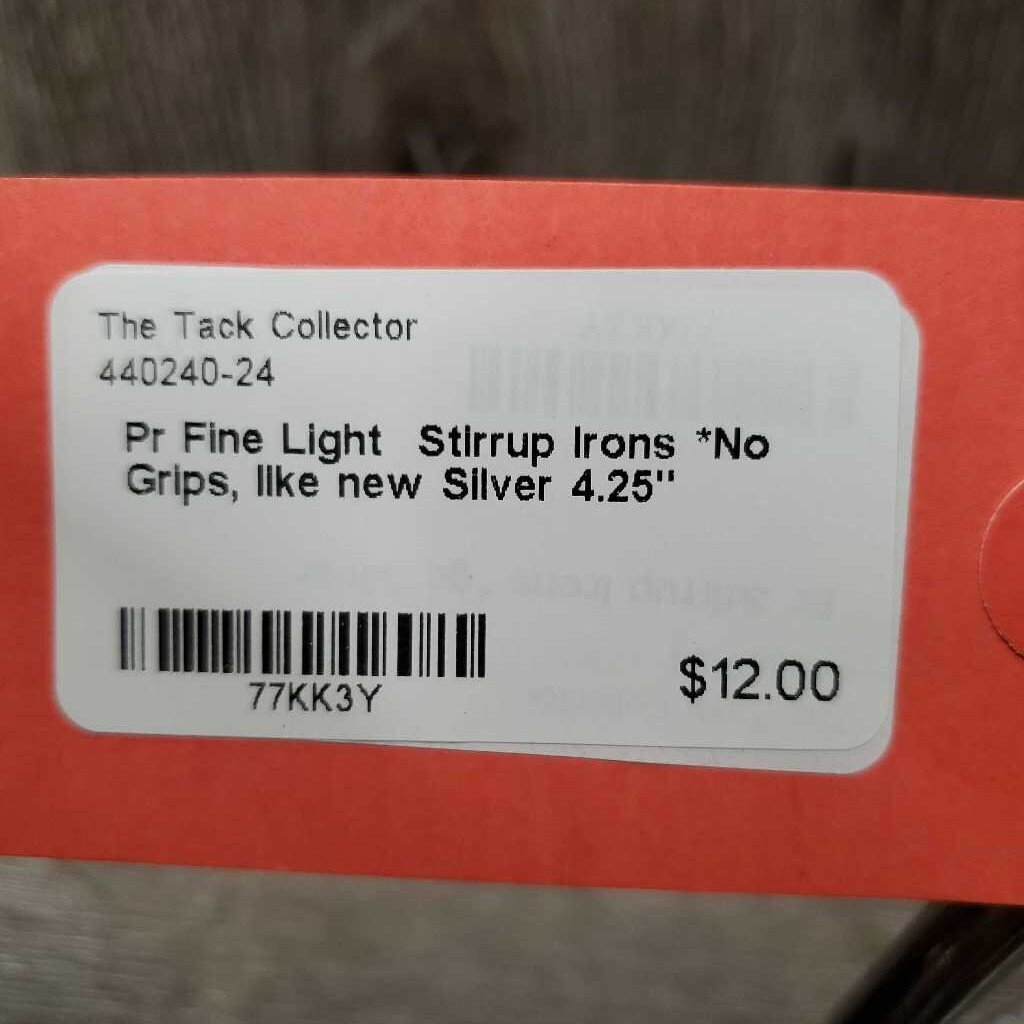 The Tack Collector
440240-24
Pr Fine Light Stirrup Irons *No
Grips, like new Silver 4.25"
77KK3Y
$12.00